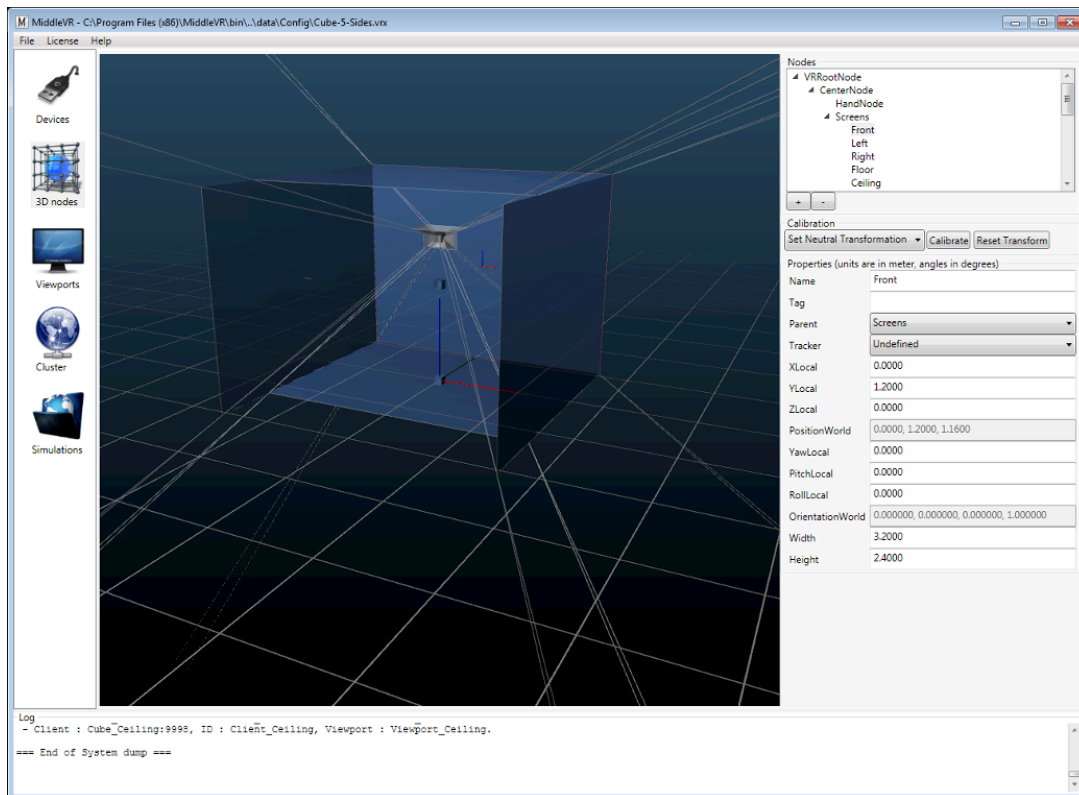 MiddleVR - C:\Program Files (x86)\MiddleVR\bin\..\data\Config\Cube-5-Sides.vrx
File License Help
Devices
3D nodes
Viewports
Cluster
Simulations
Nodes
VRRootNode
CenterNode
HandNode
Screens
Front
Left
Right
Floor
Ceiling
+ -
Calibration
Set Neutral Transformation Calibrate Reset Transform
Properties (units are in meter, angles in degrees)
Name Front
Tag
Parent Screens
Tracker Undefined
XLocal 0.0000
YLocal 1.2000
ZLocal 0.0000
PositionWorld 0.0000, 1.2000, 1.1600
YawLocal 0.0000
PitchLocal 0.0000
RollLocal 0.0000
OrientationWorld 0.000000, 0.000000, 0.000000, 1.000000
Width 3.2000
Height 2.4000
Log
- Client : Cube_Ceiling:9998, ID : Client_Ceiling, Viewport : Viewport_Ceiling.
=== End of System dump ===